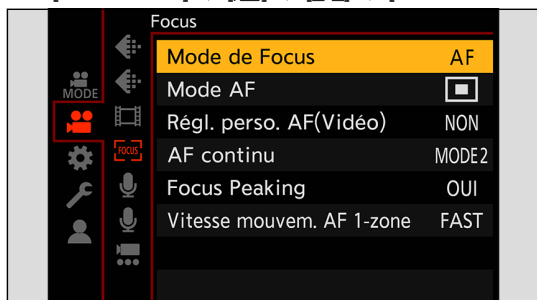 Focus
Mode de Focus AF
MODE
Mode AF
Régl. perso. AF(Vidéo) NON
FOCUS
AF continu MODE2
Focus Peaking OUI
Vitesse mouvem. AF 1-zone FAST